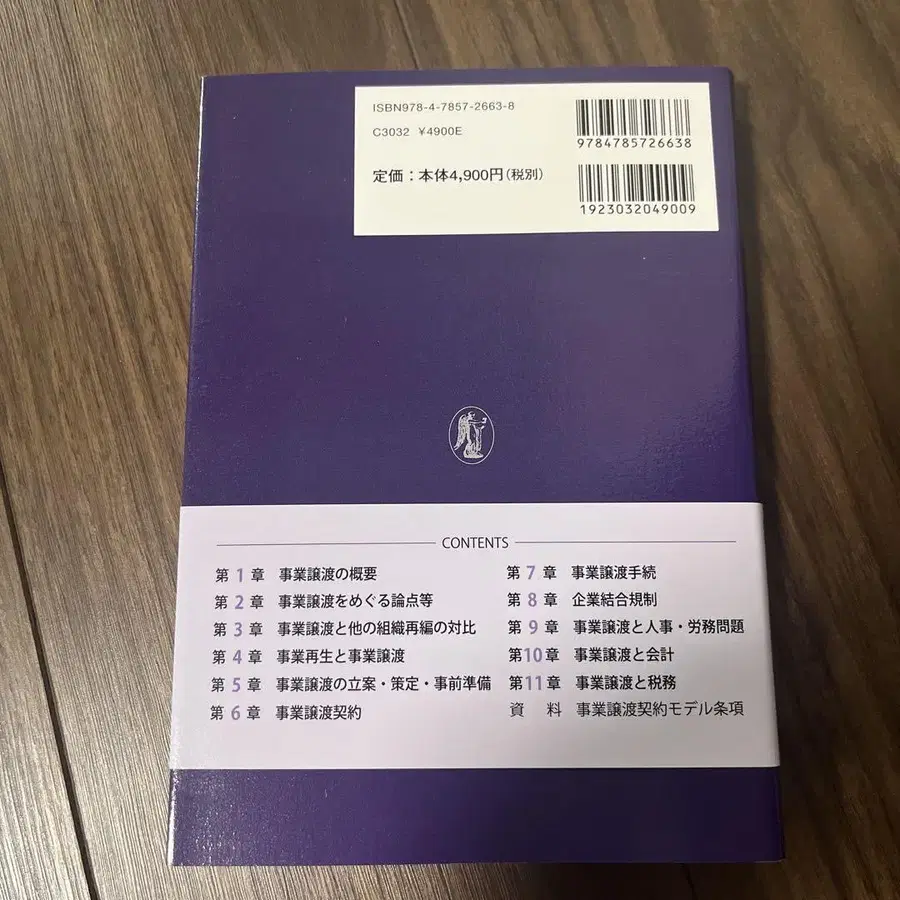 ISBN978-4-7857-2663-8
C3032 ¥4900E
定価：本体4,900円(税別)
9784785726638
1923032049009
CONTENTS
第1章 事業譲渡の概要
第2章 事業譲渡をめぐる論点等
第3章 事業譲渡と他の組織再編の対比
第4章 事業再生と事業譲渡
第5章 事業譲渡の立案・策定・事前準備
第6章 事業譲渡契約
第7章 事業譲渡手続
第8章 企業結合規制
第9章 事業譲渡と人事・労務問題
第10章 事業譲渡と会計
第11章 事業譲渡と税務
資料 事業譲渡契約モデル条項